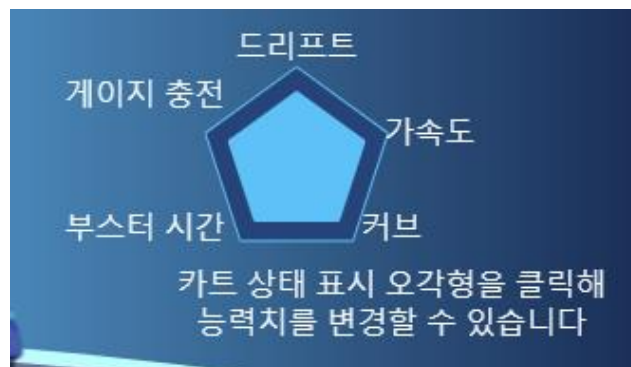 드리프트
게이지 충전
가속도
부스터 시간
커브
카트 상태 표시 오각형을 클릭해
능력치를 변경할 수 있습니다